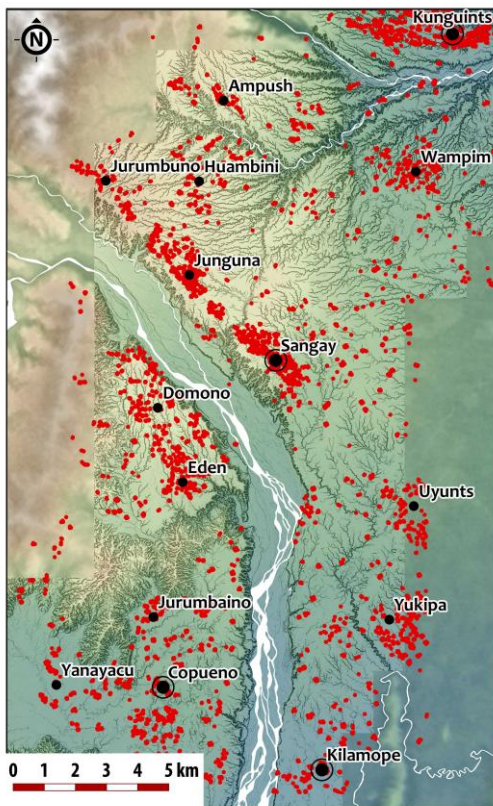 Kunguints
N
Ampush
Wampim
Jurumbuno Huambini
Junguna
Sangay
Domono
Eden
Uyunts
Jurumbaino
Yukipa
Yanayacu
Copueno
Kilamope
0 1 2 3 4 5 km